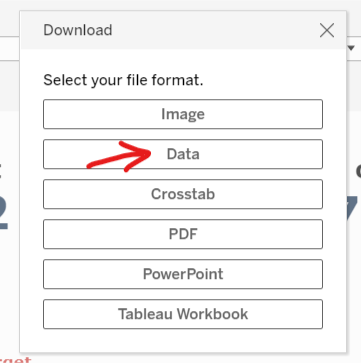 Download
Select your file format.
Image
Data
Crosstab
PDF
PowerPoint
Tableau Workbook